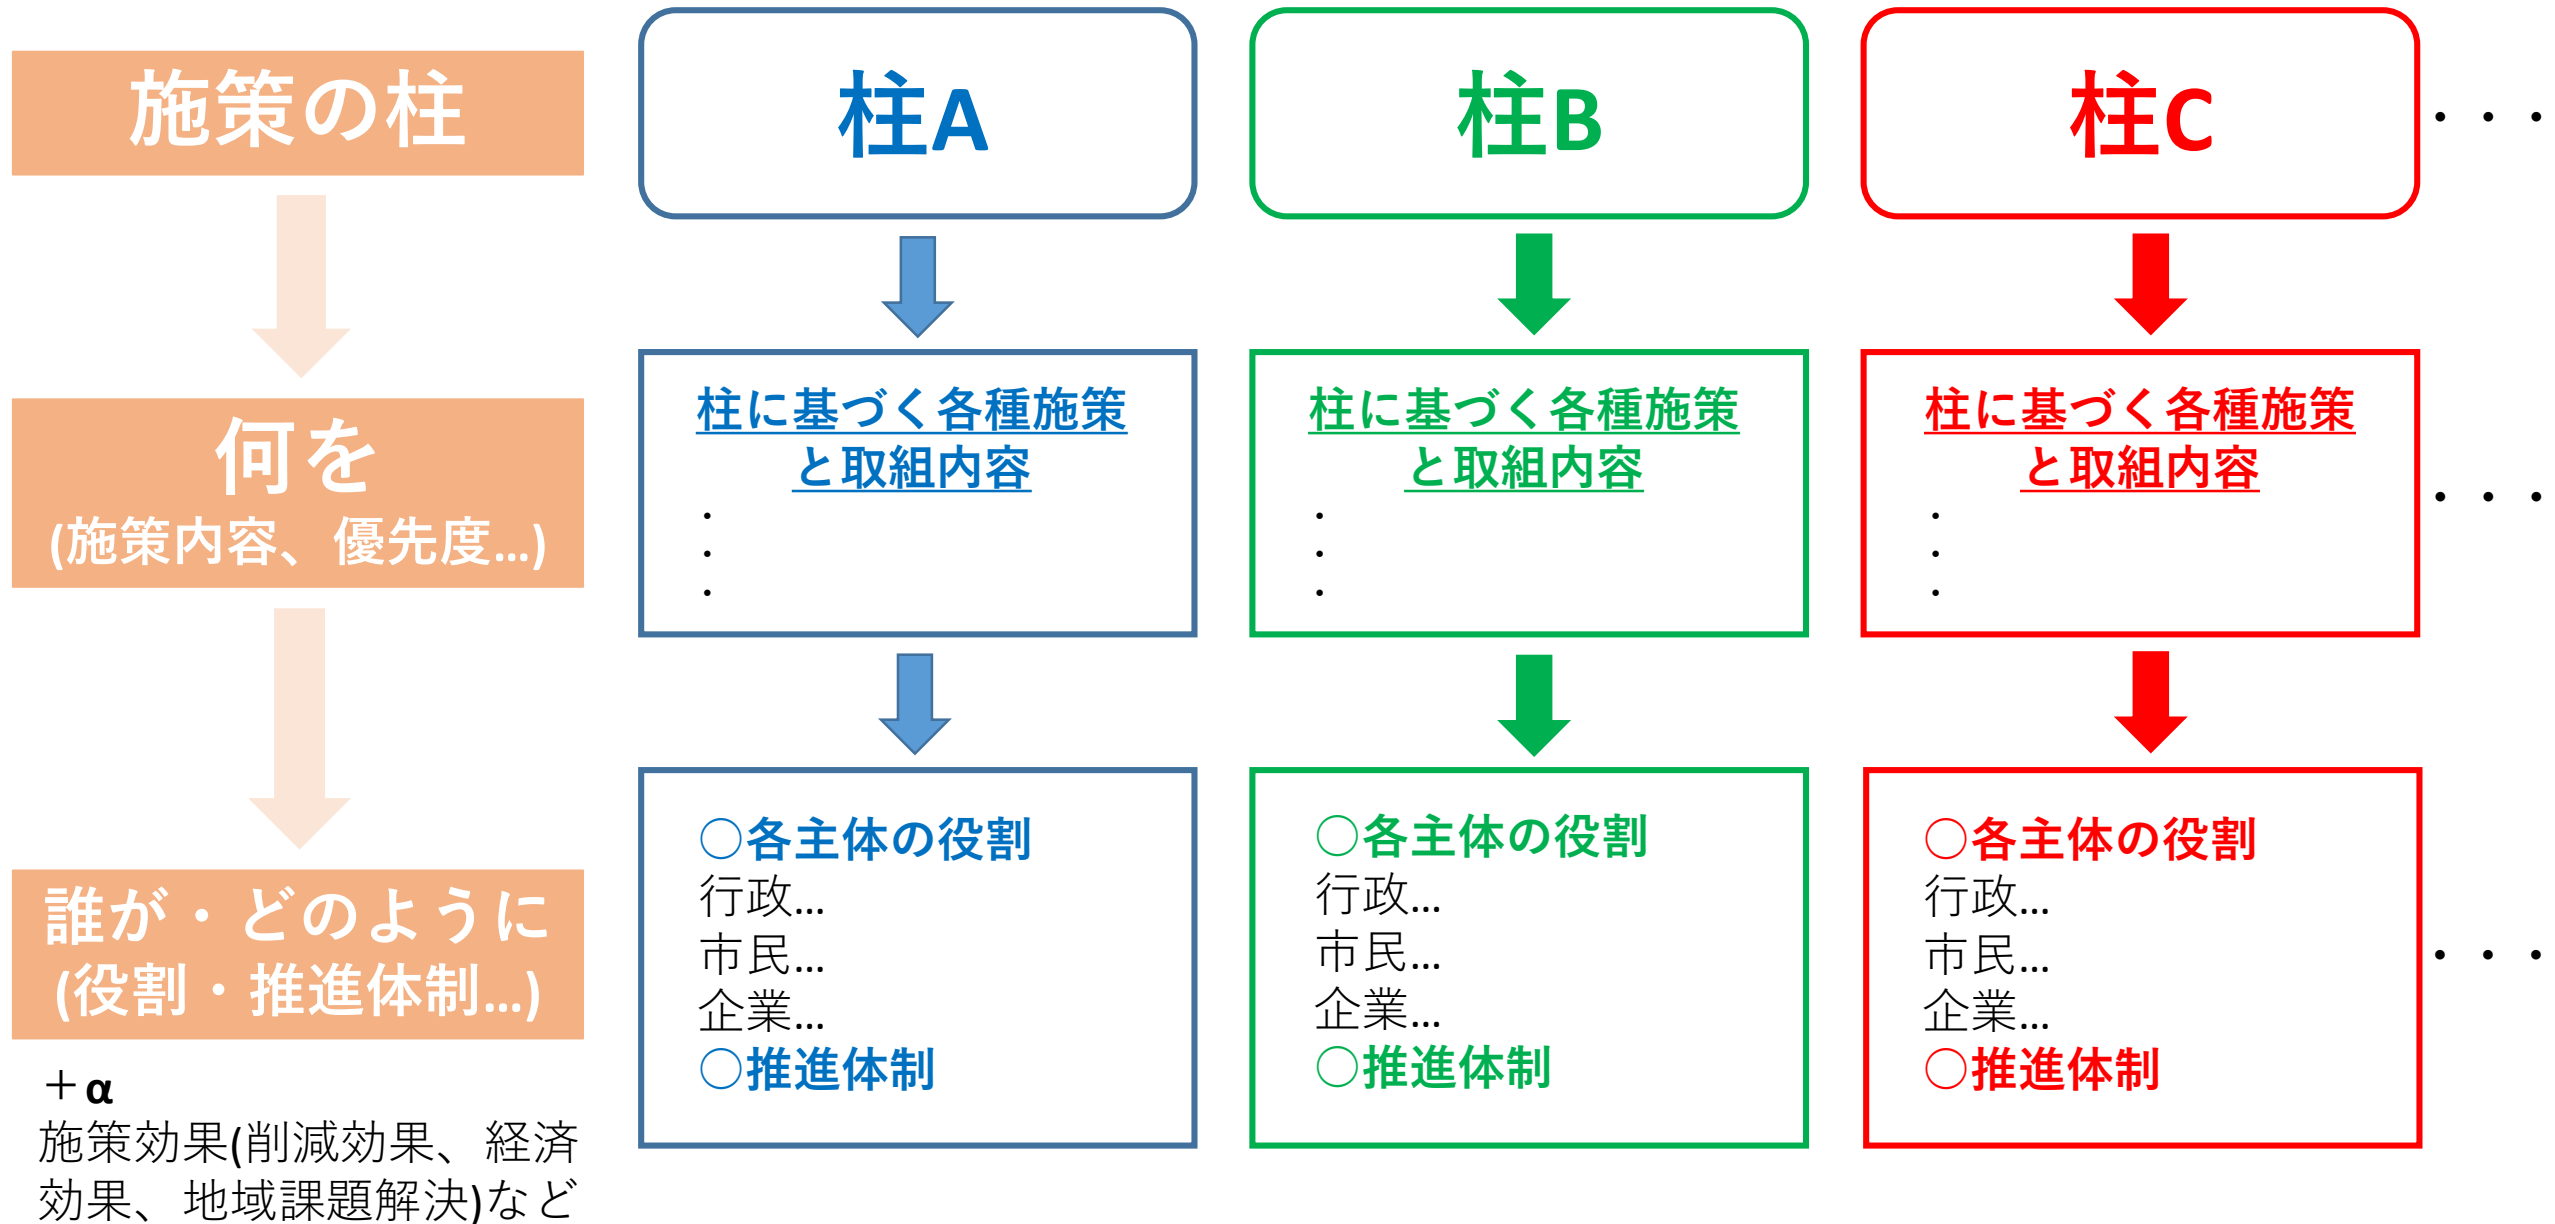 施策の柱
柱A
柱B
柱C
・・・
何を
(施策内容、優先度…)
柱に基づく各種施策
と取組内容
・
・
・
柱に基づく各種施策
と取組内容
・
・
・
柱に基づく各種施策
と取組内容
・
・
・
・・・
誰が・どのように
(役割・推進体制…)
○各主体の役割
行政…
市民…
企業…
○推進体制
○各主体の役割
行政…
市民…
企業…
○推進体制
○各主体の役割
行政…
市民…
企業…
○推進体制
・・・
＋α
施策効果(削減効果、経済
効果、地域課題解決)など